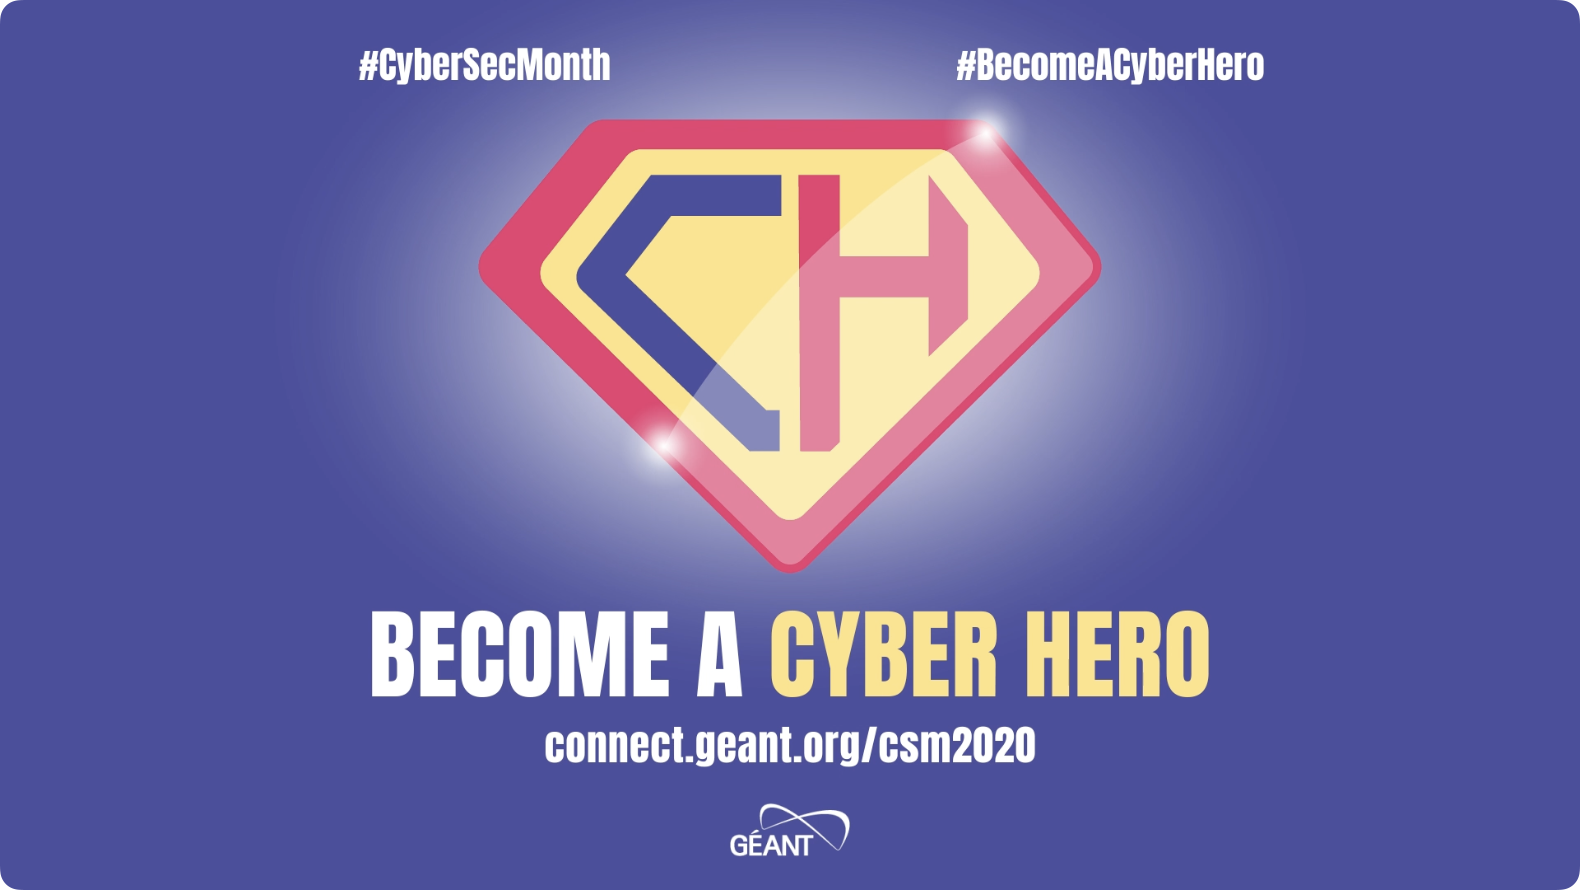 #CyberSecMonth
#BecomeACyberHero
CH
BECOME A CYBER HERO
connect.geant.org/csm2020
GÉANT